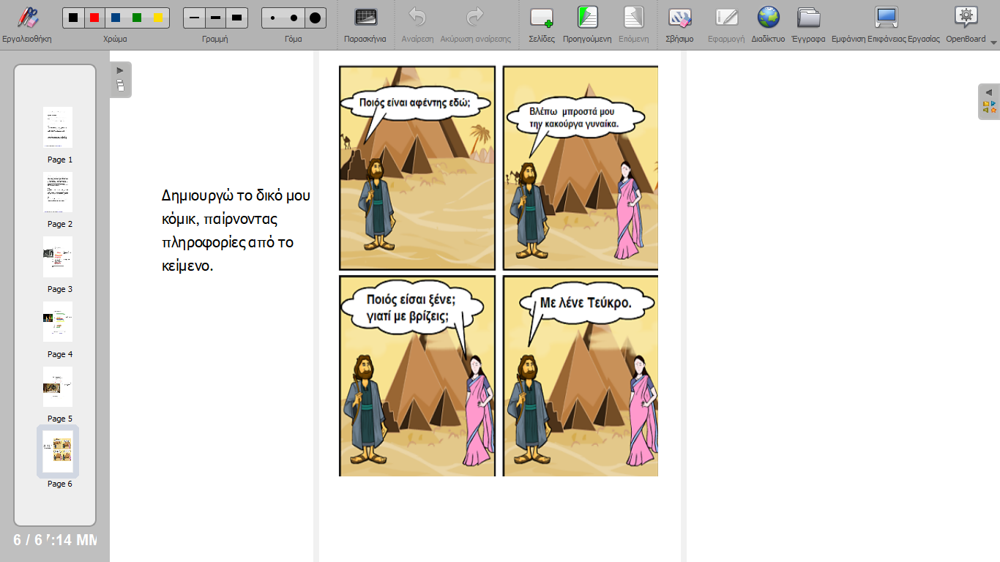 Εργαλειοθήκη
Χρώμα
Γραμμή
Γόμα
Παρασκήνια
Αναίρεση
Ακύρωση αναίρεσης
Σελίδες
Προηγούμενη
Επόμενη
Σβήσιμο
Εφαρμογή
Διαδίκτυο
Έγγραφα
Εμφάνιση Επιφάνειας Εργασίας
OpenBoard
Page 1
Page 2
Page 3
Page 4
Page 5
Page 6
6 / 6
7:14 MM
Δημιουργώ το δικό μου
κόμικ, παίρνοντας
πληροφορίες από το
κείμενο.
Ποιός είναι αφέντης εδώ;
Βλέπω μπροστά μου
την κακούργα γυναίκα.
Ποιός είσαι ξένε;
γιατί με βρίζεις;
Με λένε Τεύκρο.